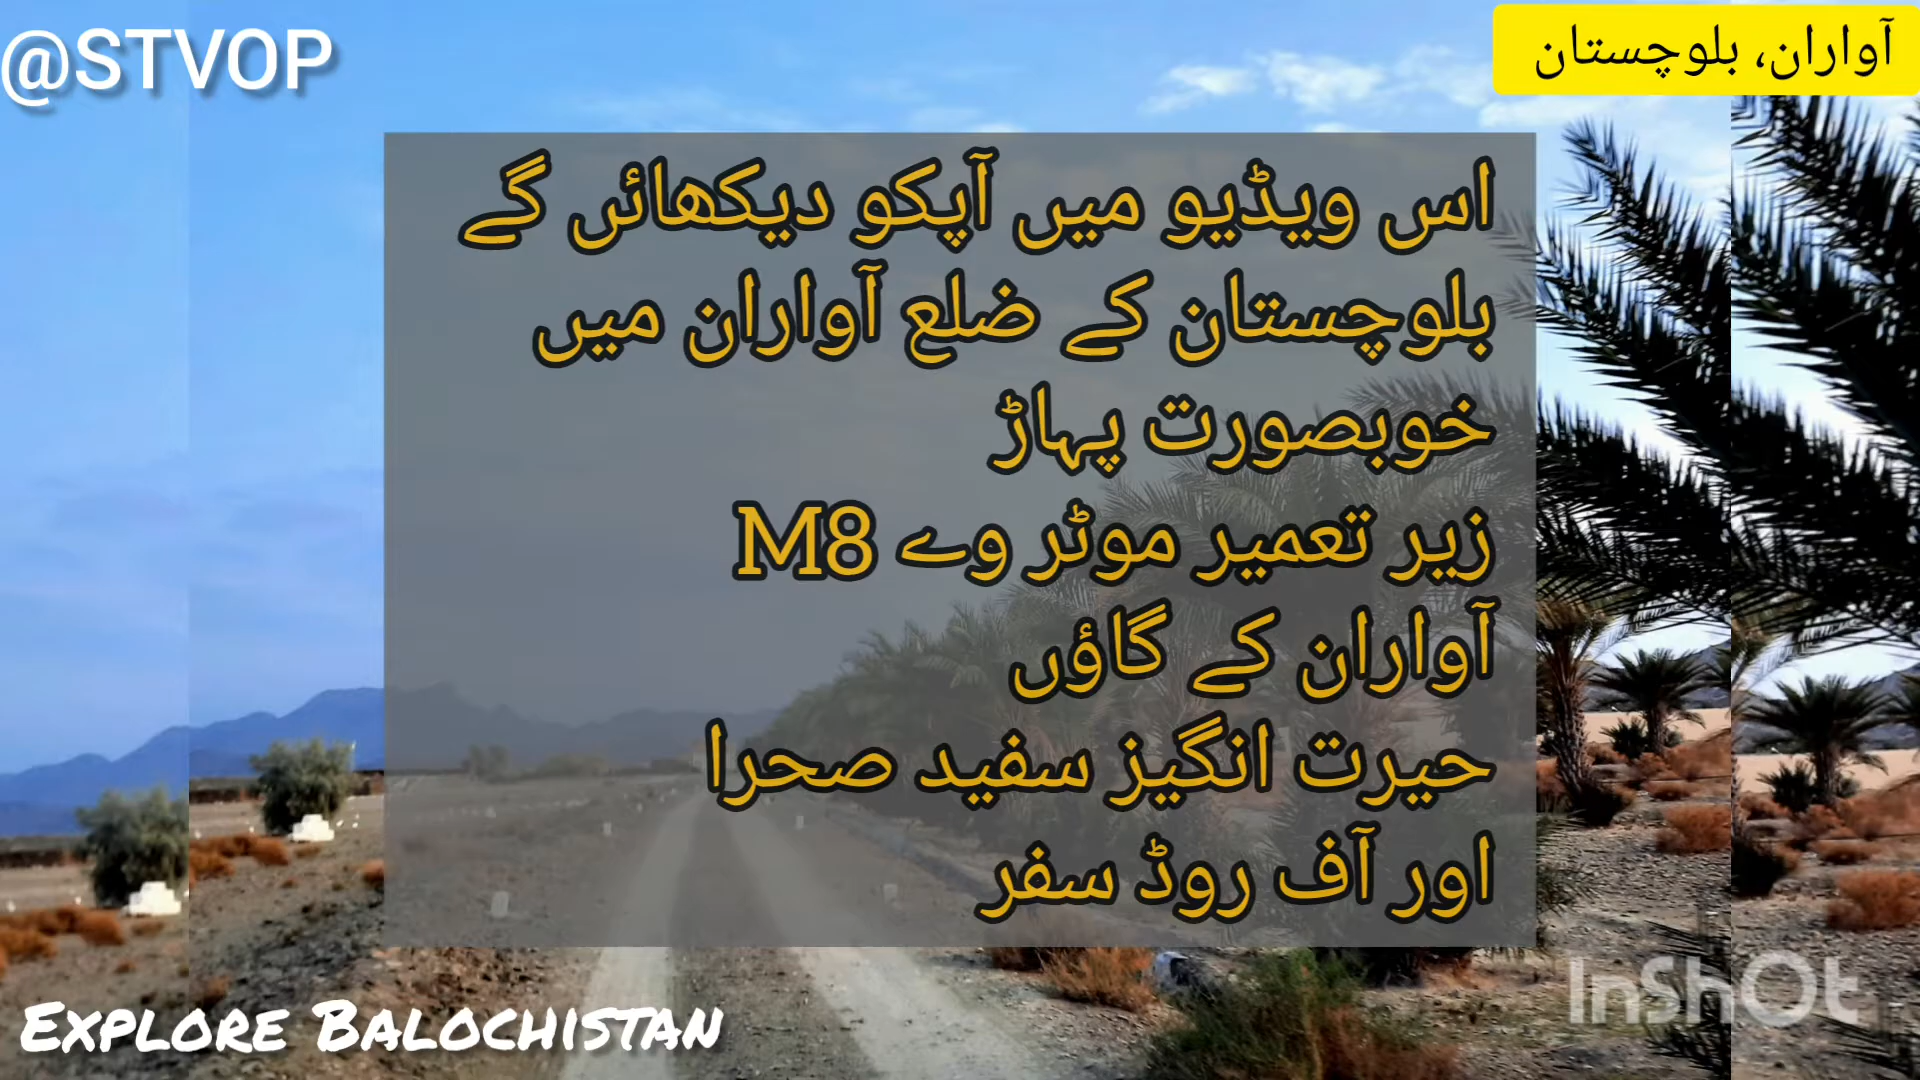 @STVOP
آواران، بلوچستان
اس ویڈیو میں آپکو دیکھائں گے
بلوچستان کے ضلع آواران میں
خوبصورت پہاڑ
زیر تعمیر موٹر وے M8
آواران کے گاؤں
حیرت انگیز سفید صحرا
اور آف روڈ سفر
InShOt
EXPLORE BALOCHISTAN